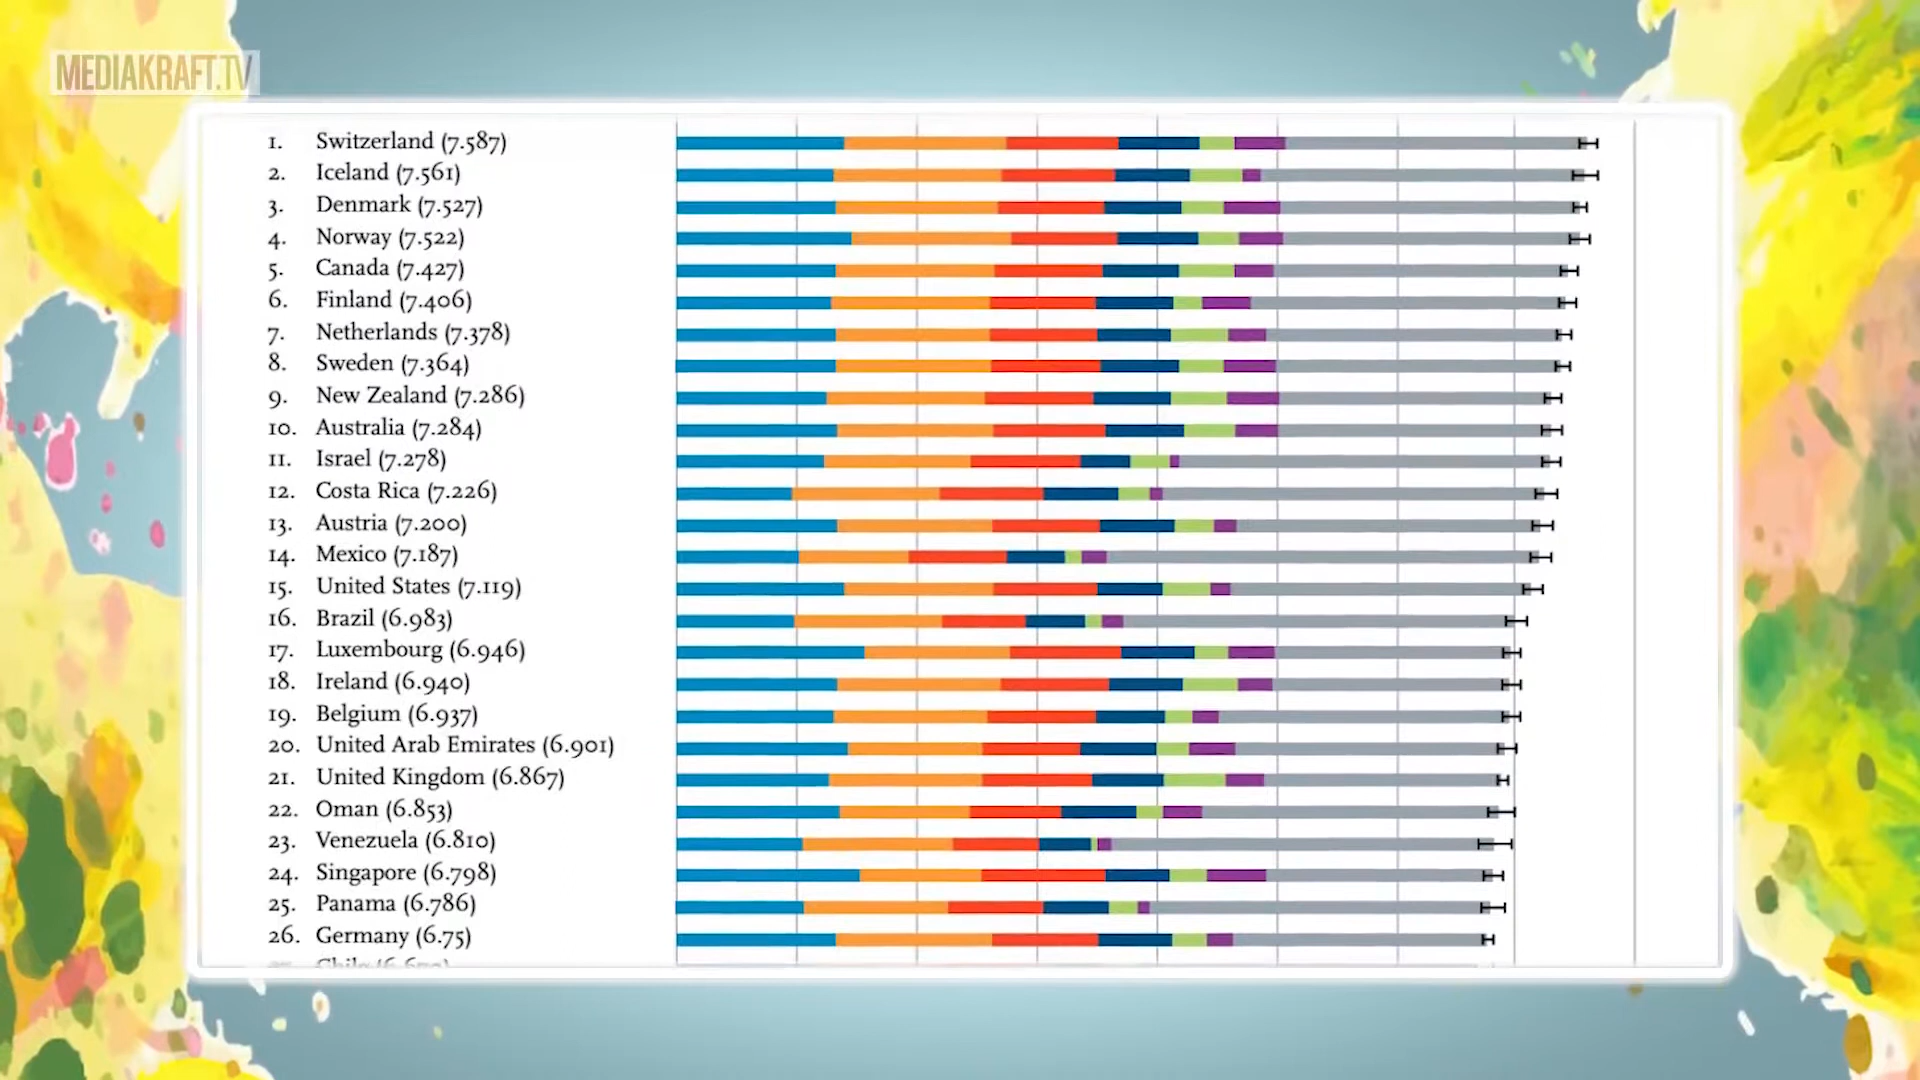 MEDIAKRAFT.TV
1. Switzerland (7.587)
2. Iceland (7.561)
3. Denmark (7.527)
4. Norway (7.522)
5. Canada (7.427)
6. Finland (7.406)
7. Netherlands (7.378)
8. Sweden (7.364)
9. New Zealand (7.286)
10. Australia (7.284)
11. Israel (7.278)
12. Costa Rica (7.226)
13. Austria (7.200)
14. Mexico (7.187)
15. United States (7.119)
16. Brazil (6.983)
17. Luxembourg (6.946)
18. Ireland (6.940)
19. Belgium (6.937)
20. United Arab Emirates (6.901)
21. United Kingdom (6.867)
22. Oman (6.853)
23. Venezuela (6.810)
24. Singapore (6.798)
25. Panama (6.786)
26. Germany (6.75)